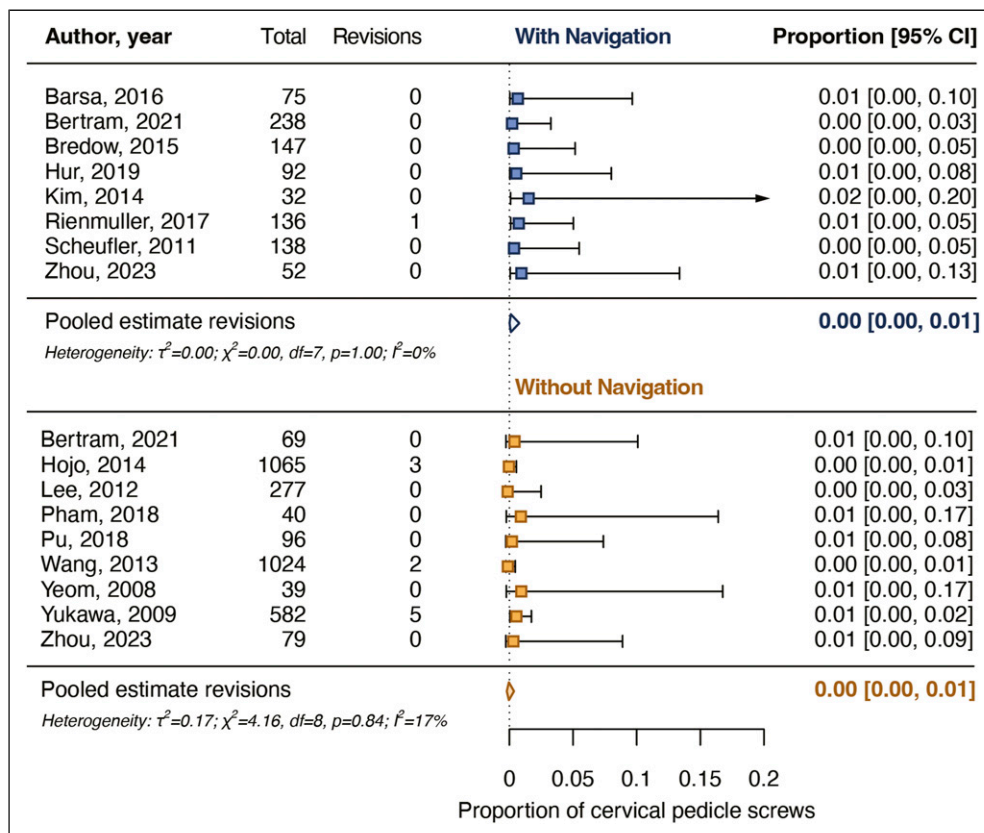 Author, year Total Revisions With Navigation Proportion [95% CI]
Barsa, 2016 75 0 0.01 [0.00, 0.10]
Bertram, 2021 238 0 0.00 [0.00, 0.03]
Bredow, 2015 147 0 0.00 [0.00, 0.05]
Hur, 2019 92 0 0.01 [0.00, 0.08]
Kim, 2014 32 0 0.02 [0.00, 0.20]
Rienmuller, 2017 136 1 0.01 [0.00, 0.05]
Scheufler, 2011 138 0 0.00 [0.00, 0.05]
Zhou, 2023 52 0 0.01 [0.00, 0.13]
Pooled estimate revisions 0.00 [0.00, 0.01]
Heterogeneity: τ²=0.00; χ²=0.00, df=7, p=1.00; I²=0%
Without Navigation
Bertram, 2021 69 0 0.01 [0.00, 0.10]
Hojo, 2014 1065 3 0.00 [0.00, 0.01]
Lee, 2012 277 0 0.00 [0.00, 0.03]
Pham, 2018 40 0 0.01 [0.00, 0.17]
Pu, 2018 96 0 0.01 [0.00, 0.08]
Wang, 2013 1024 2 0.00 [0.00, 0.01]
Yeom, 2008 39 0 0.01 [0.00, 0.17]
Yukawa, 2009 582 5 0.01 [0.00, 0.02]
Zhou, 2023 79 0 0.01 [0.00, 0.09]
Pooled estimate revisions 0.00 [0.00, 0.01]
Heterogeneity: τ²=0.17; χ²=4.16, df=8, p=0.84; I²=17%
0 0.05 0.1 0.15 0.2
Proportion of cervical pedicle screws